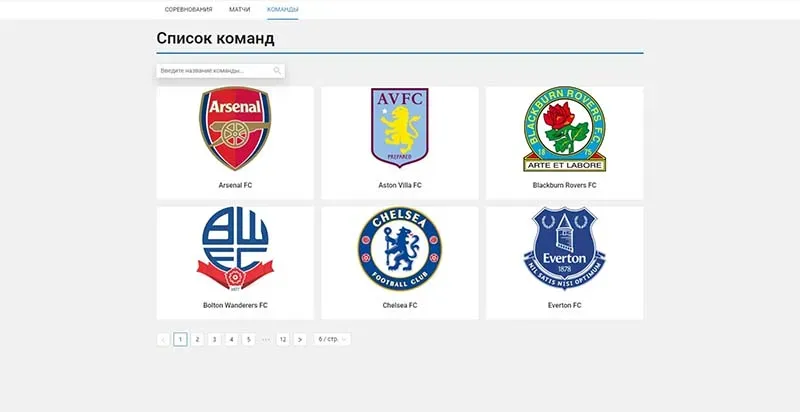 СОРЕВНОВАНИЯ МАТЧИ КОМАНДЫ
Список команд
Введите название команды...
Arsenal
AVFC
PREPARED
BLACKBURN ROVERS F.C.
18 75
ARTE ET LABORE
Arsenal FC Aston Villa FC Blackburn Rovers FC
BWFC
1877
CHELSEA
FOOTBALL CLUB
Everton
1878
NIL SATIS NISI OPTIMUM
Bolton Wanderers FC Chelsea FC Everton FC
< 1 2 3 4 5 ... 12 > 6 / стр.